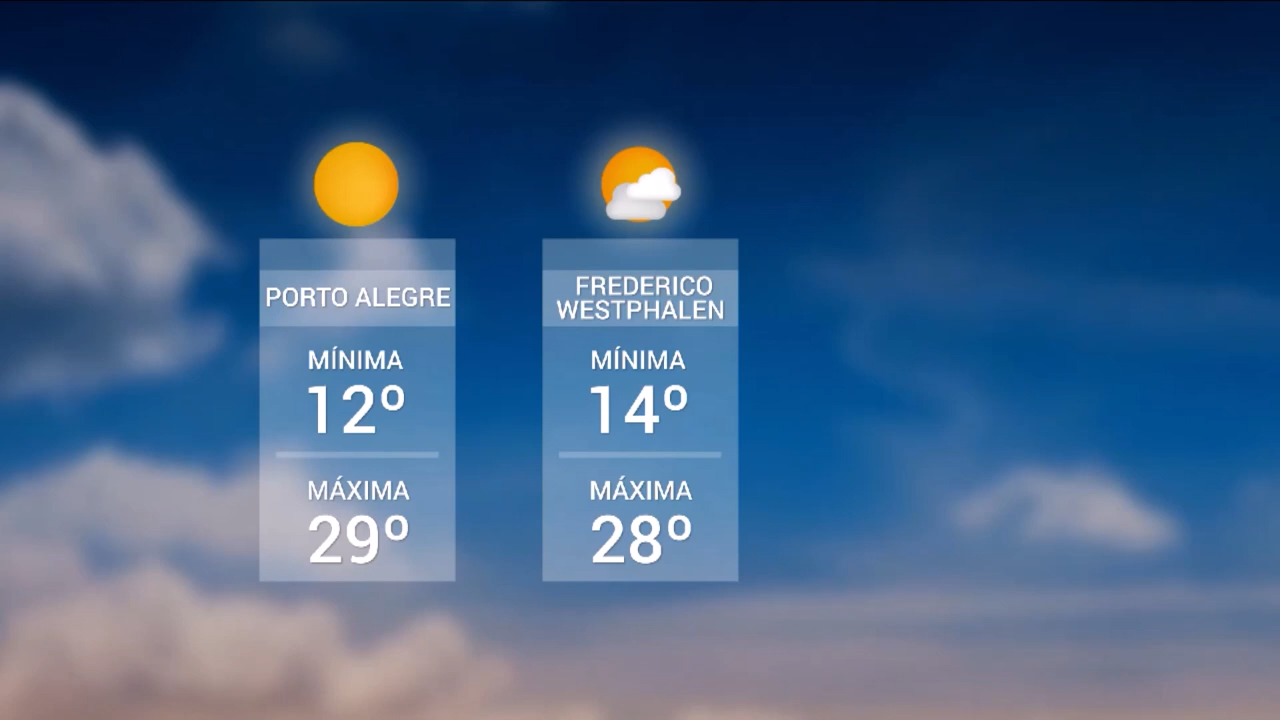 PORTO ALEGRE
MÍNIMA
12º
MÁXIMA
29º
FREDERICO
WESTPHALEN
MÍNIMA
14º
MÁXIMA
28º